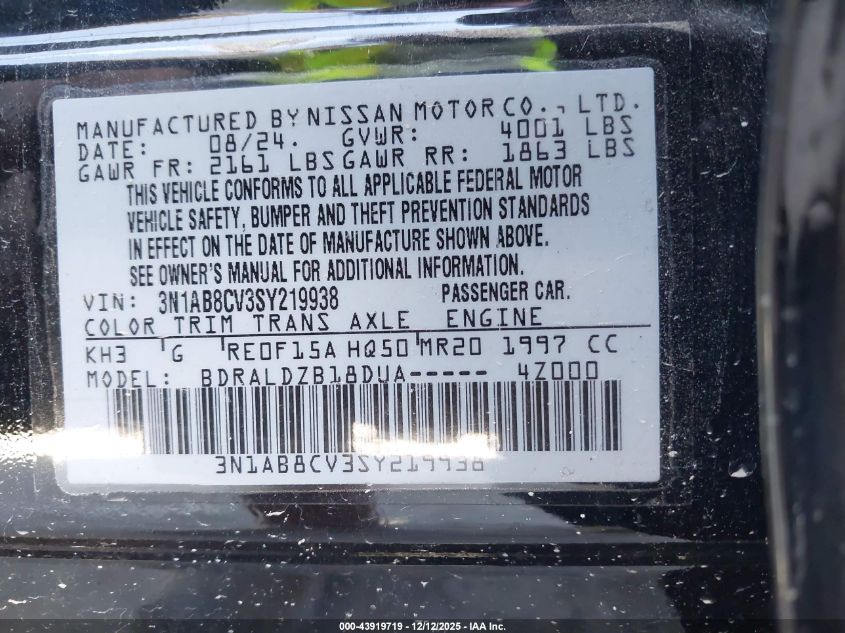 MANUFACTURED BY NISSAN MOTOR CO., LTD.
DATE: 08/24. GVWR: 4001 LBS
GAWR FR: 2161 LBS GAWR RR: 1863 LBS
THIS VEHICLE CONFORMS TO ALL APPLICABLE FEDERAL MOTOR
VEHICLE SAFETY, BUMPER AND THEFT PREVENTION STANDARDS
IN EFFECT ON THE DATE OF MANUFACTURE SHOWN ABOVE.
SEE OWNER'S MANUAL FOR ADDITIONAL INFORMATION.
VIN: 3N1AB8CV3SY219938 PASSENGER CAR.
COLOR TRIM TRANS AXLE ENGINE
KH3 G RE0F15A HQ50 MR20 1997 CC
MODEL: BDRALDZB18DUA----- 4Z000
3N1AB8CV3SY219938
000-43919719 - 12/12/2025 - IAA Inc.